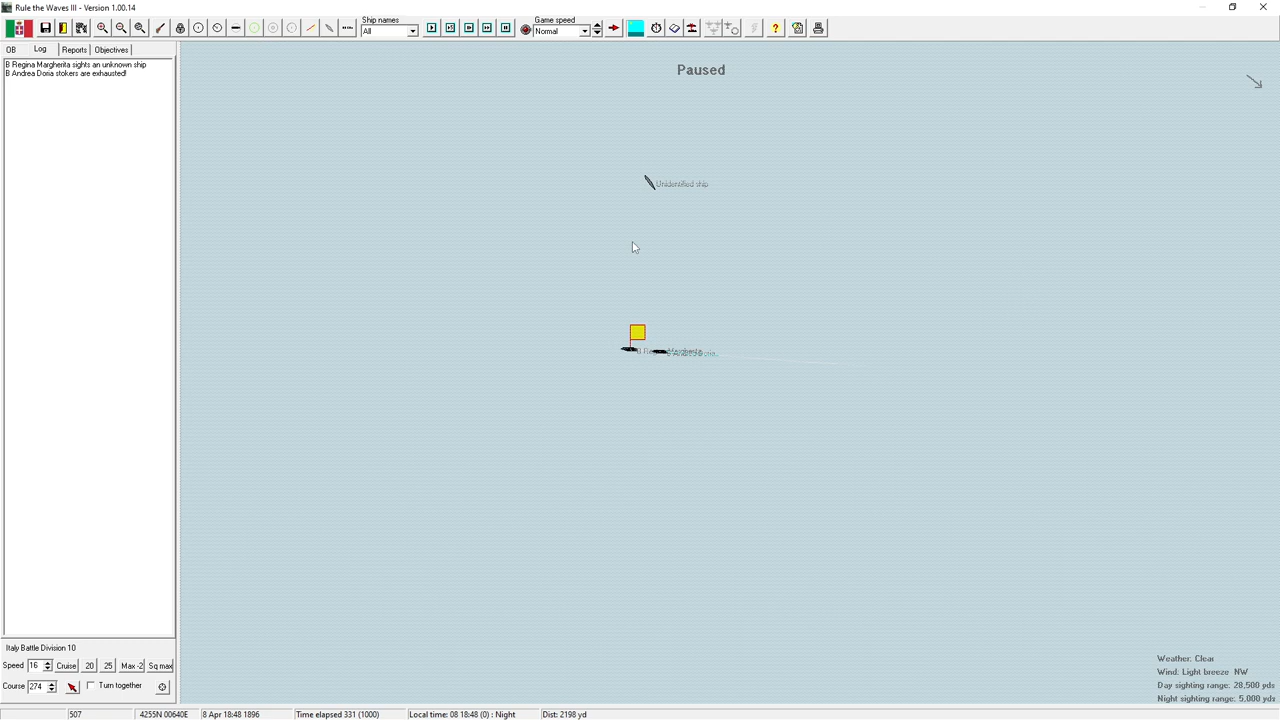 Rule the Waves III - Version 1.00.14
Ship names
All
Game speed
Normal
OB
Log
Reports
Objectives
Paused
B Regina Margherita sights an unknown ship
B Andrea Doria stokers are exhausted!
Unidentified ship
Italy Battle Division 10
Speed
16
Cruise
20
25
Max -2
Sq max
Course
274
Turn together
Weather: Clear
Wind: Light breeze NW
Day sighting range: 28,500 yds
Night sighting range: 5,000 yds
507
4255N 00640E
8 Apr 18:48 1896
Time elapsed 331 (1000)
Local time: 08 18:48 (0) : Night
Dist: 2198 yd